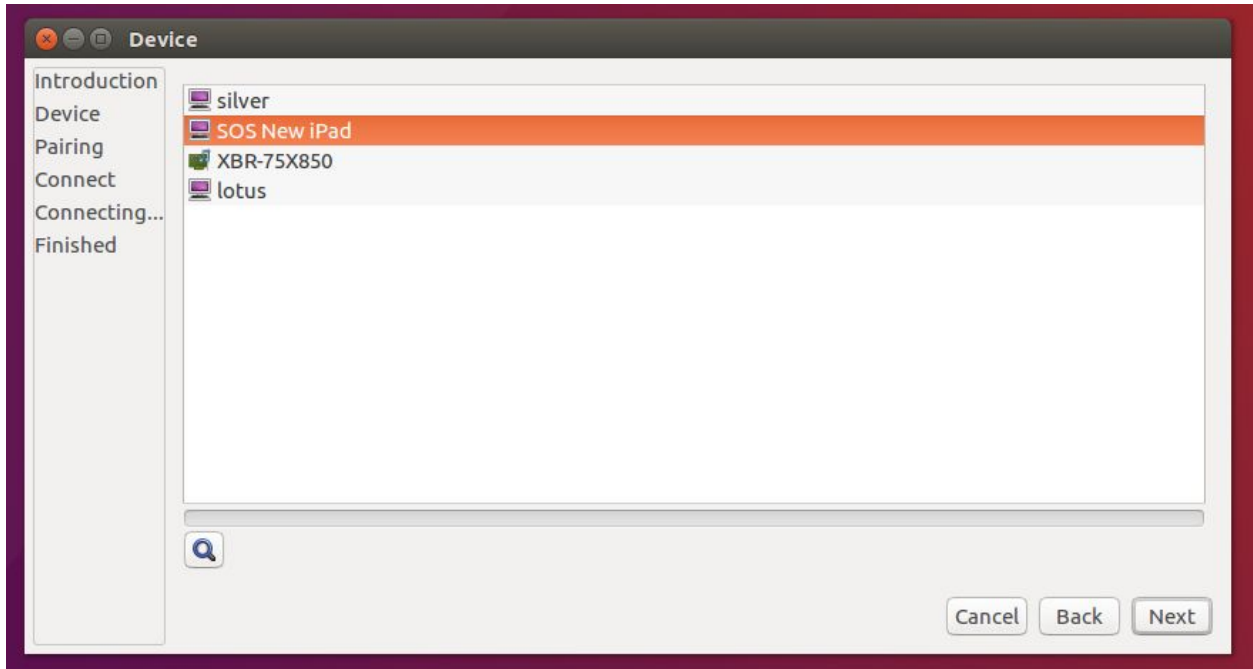 Device
Introduction
Device
Pairing
Connect
Connecting...
Finished
silver
SOS New iPad
XBR-75X850
lotus
Cancel
Back
Next